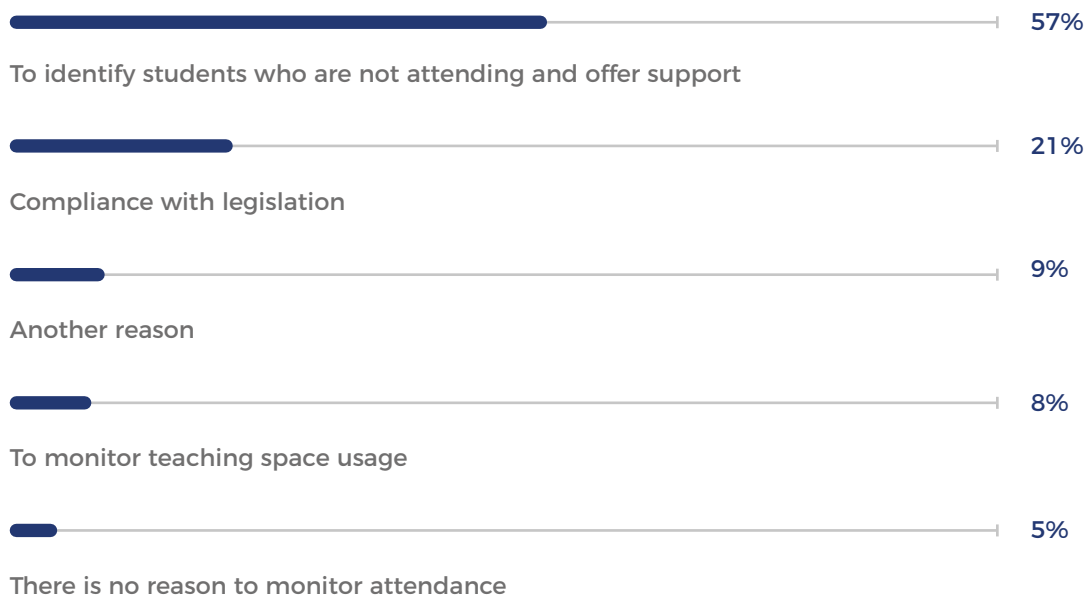 57%
To identify students who are not attending and offer support
21%
Compliance with legislation
9%
Another reason
8%
To monitor teaching space usage
5%
There is no reason to monitor attendance